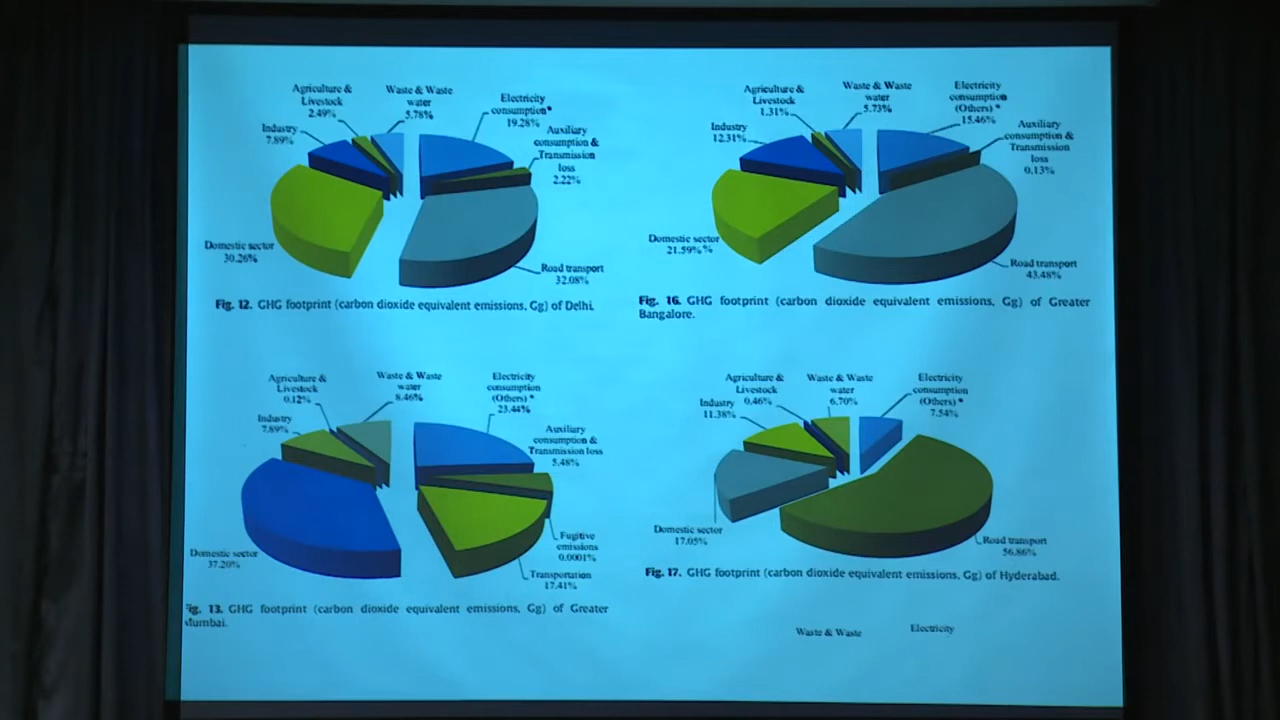 Agriculture &
Livestock
2.49%
Waste & Waste
water
5.78%
Electricity
consumption*
19.28%
Auxiliary
consumption &
Transmission
loss
2.22%
Industry
7.89%
Domestic sector
30.26%
Road transport
32.08%
Fig. 12. GHG footprint (carbon dioxide equivalent emissions, Gg) of Delhi.
Agriculture &
Livestock
1.31%
Waste & Waste
water
5.73%
Electricity
consumption
(Others) *
15.46%
Auxiliary
consumption &
Transmission
loss
0.13%
Industry
12.31%
Domestic sector
21.59%%
Road transport
43.48%
Fig. 16. GHG footprint (carbon dioxide equivalent emissions, Gg) of Greater
Bangalore.
Agriculture &
Livestock
0.12%
Waste & Waste
water
8.46%
Electricity
consumption
(Others) *
23.44%
Auxiliary
consumption &
Transmission loss
5.48%
Industry
7.89%
Domestic sector
37.20%
Fugitive
emissions
0.0001%
Transportation
17.41%
ig. 13. GHG footprint (carbon dioxide equivalent emissions, Gg) of Greater
Mumbai.
Agriculture &
Livestock
0.46%
Waste & Waste
water
6.70%
Electricity
consumption
(Others) *
7.54%
Industry
11.38%
Domestic sector
17.05%
Road transport
56.86%
Fig. 17. GHG footprint (carbon dioxide equivalent emissions, Gg) of Hyderabad.
Waste & Waste
Electricity